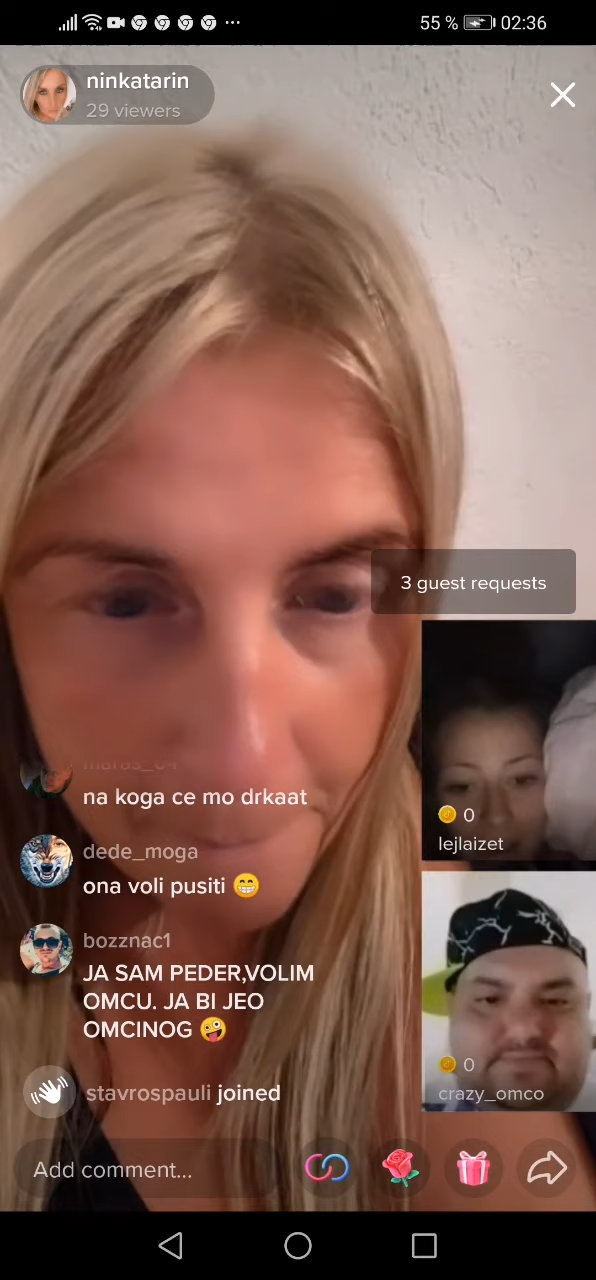 55 % 02:36
ninkatarin
29 viewers
3 guest requests
maras_64
na koga ce mo drkaat
0
lejlaizet
dede_moga
ona voli pusiti 😁
bozznac1
JA SAM PEDER,VOLIM
OMCU. JA BI JEO
OMCINOG 🤪
0
crazy_omco
stavrospauli joined
Add comment...